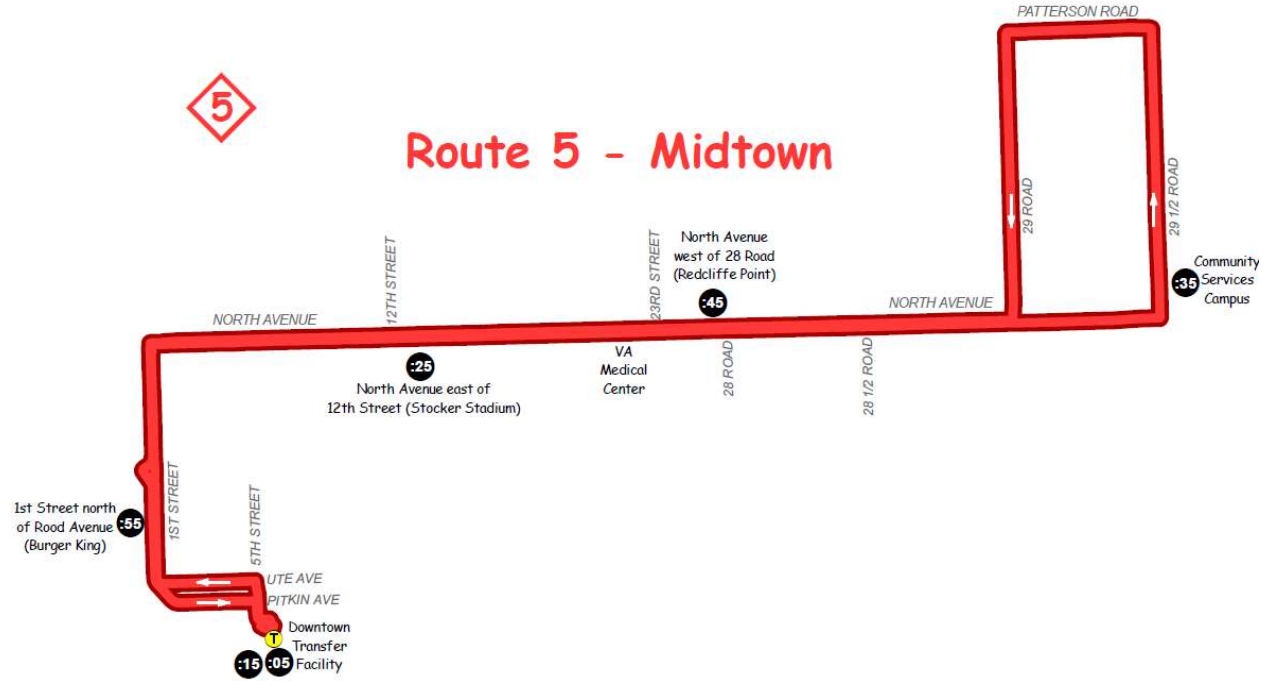 PATTERSON ROAD
5
Route 5 - Midtown
29 ROAD
29 1/2 ROAD
12TH STREET
23RD STREET
North Avenue
west of 28 Road
(Redcliffe Point)
:45
Community
Services
Campus
:35
NORTH AVENUE
NORTH AVENUE
:25
North Avenue east of
12th Street (Stocker Stadium)
VA
Medical
Center
28 ROAD
28 1/2 ROAD
1ST STREET
5TH STREET
1st Street north
of Rood Avenue
(Burger King)
:55
UTE AVE
PITKIN AVE
T
Downtown
Transfer
Facility
:15
:05